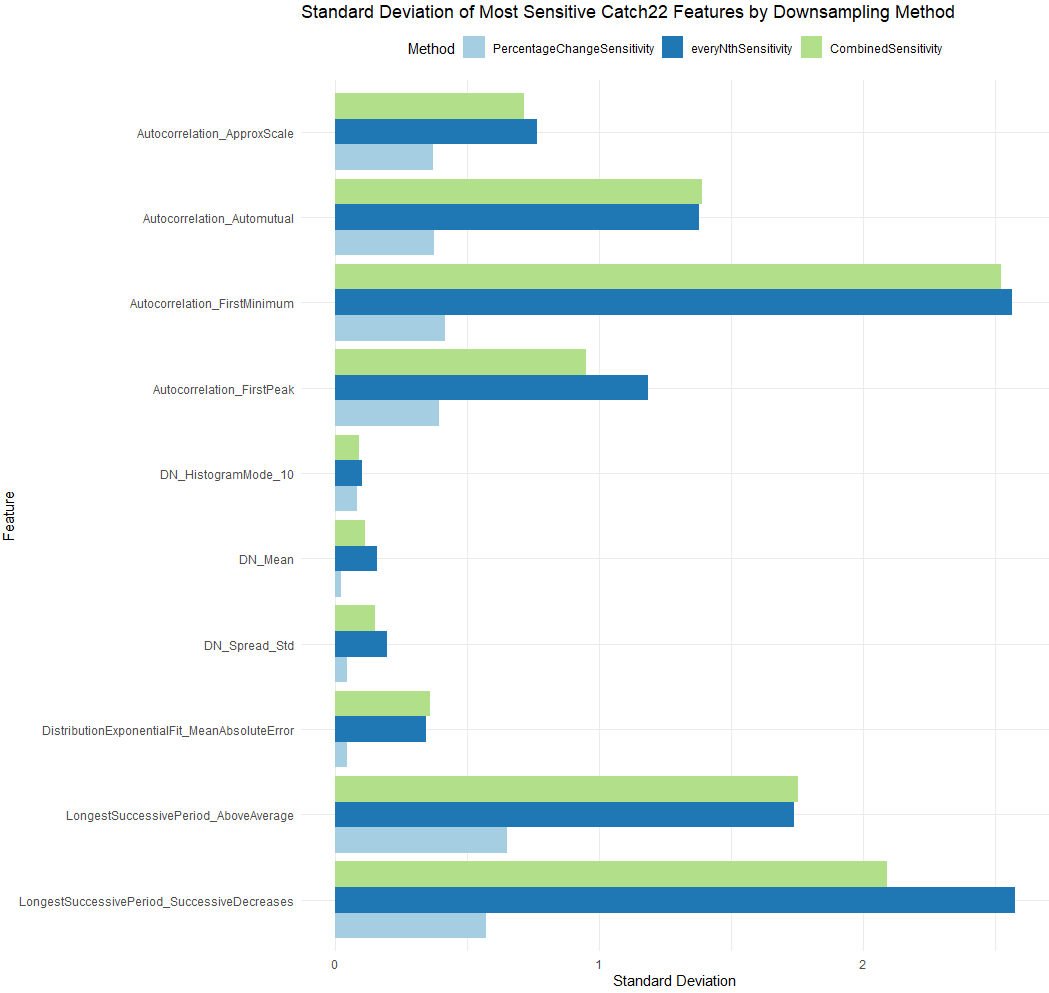 Standard Deviation of Most Sensitive Catch22 Features by Downsampling Method
Method PercentageChangeSensitivity everyNthSensitivity CombinedSensitivity
Autocorrelation_ApproxScale
Autocorrelation_Automutual
Autocorrelation_FirstMinimum
Autocorrelation_FirstPeak
DN_HistogramMode_10
DN_Mean
DN_Spread_Std
DistributionExponentialFit_MeanAbsoluteError
LongestSuccessivePeriod_AboveAverage
LongestSuccessivePeriod_SuccessiveDecreases
Feature
0 1 2
Standard Deviation